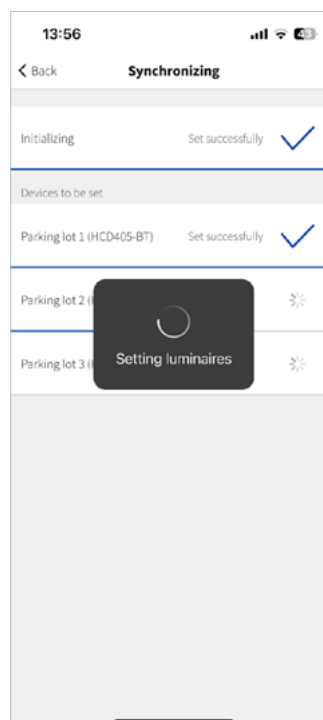 13:56
43
Back
Synchronizing
Initializing
Set successfully
Devices to be set
Parking lot 1 (HCD405-BT)
Set successfully
Parking lot 2 (
Parking lot 3 (
Setting luminaires